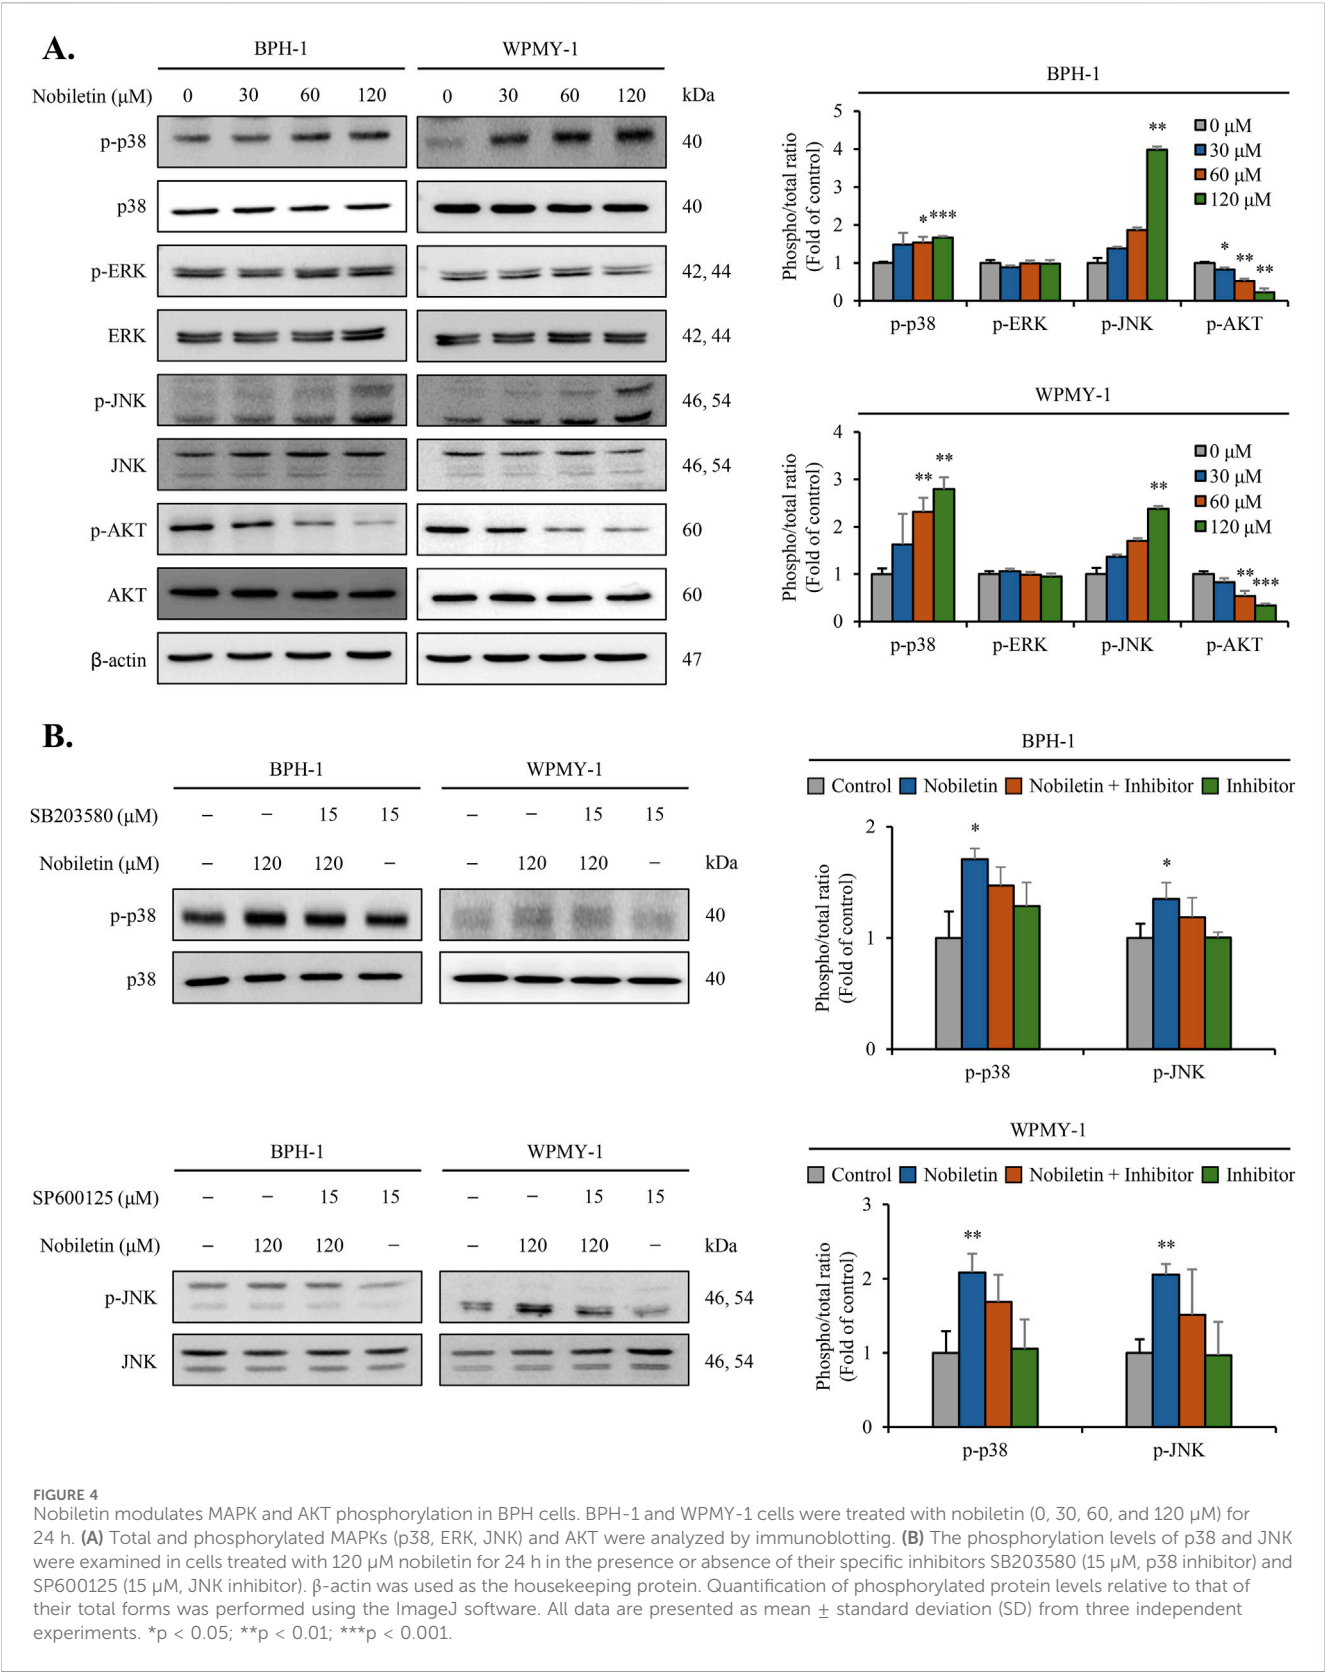 A.
BPH-1
WPMY-1
Nobiletin (μM) 0 30 60 120 0 30 60 120 kDa
p-p38 40
p38 40
p-ERK 42, 44
ERK 42, 44
p-JNK 46, 54
JNK 46, 54
p-AKT 60
AKT 60
β-actin 47
BPH-1
Phospho/total ratio
(Fold of control)
5
4
3
2
1
0
0 μM
30 μM
60 μM
120 μM
* *** ** * ** **
p-p38 p-ERK p-JNK p-AKT
WPMY-1
Phospho/total ratio
(Fold of control)
4
3
2
1
0
0 μM
30 μM
60 μM
120 μM
** ** ** ** ***
p-p38 p-ERK p-JNK p-AKT
B.
BPH-1
WPMY-1
SB203580 (μM) – – 15 15 – – 15 15
Nobiletin (μM) – 120 120 – – 120 120 – kDa
p-p38 40
p38 40
BPH-1
Control Nobiletin Nobiletin + Inhibitor Inhibitor
Phospho/total ratio
(Fold of control)
2
1
0
* *
p-p38 p-JNK
BPH-1
WPMY-1
SP600125 (μM) – – 15 15 – – 15 15
Nobiletin (μM) – 120 120 – – 120 120 – kDa
p-JNK 46, 54
JNK 46, 54
WPMY-1
Control Nobiletin Nobiletin + Inhibitor Inhibitor
Phospho/total ratio
(Fold of control)
3
2
1
0
** **
p-p38 p-JNK
FIGURE 4
Nobiletin modulates MAPK and AKT phosphorylation in BPH cells. BPH-1 and WPMY-1 cells were treated with nobiletin (0, 30, 60, and 120 μM) for
24 h. (A) Total and phosphorylated MAPKs (p38, ERK, JNK) and AKT were analyzed by immunoblotting. (B) The phosphorylation levels of p38 and JNK
were examined in cells treated with 120 μM nobiletin for 24 h in the presence or absence of their specific inhibitors SB203580 (15 μM, p38 inhibitor) and
SP600125 (15 μM, JNK inhibitor). β-actin was used as the housekeeping protein. Quantification of phosphorylated protein levels relative to that of
their total forms was performed using the ImageJ software. All data are presented as mean ± standard deviation (SD) from three independent
experiments. *p < 0.05; **p < 0.01; ***p < 0.001.